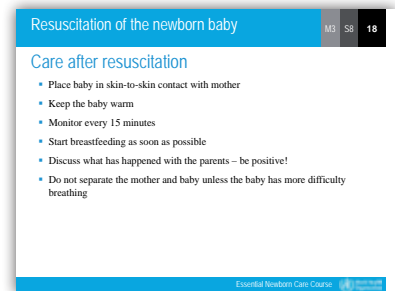 Resuscitation of the newborn baby
M3 S8 18
Care after resuscitation
▪ Place baby in skin-to-skin contact with mother
▪ Keep the baby warm
▪ Monitor every 15 minutes
▪ Start breastfeeding as soon as possible
▪ Discuss what has happened with the parents – be positive!
▪ Do not separate the mother and baby unless the baby has more difficulty
breathing
Essential Newborn Care Course